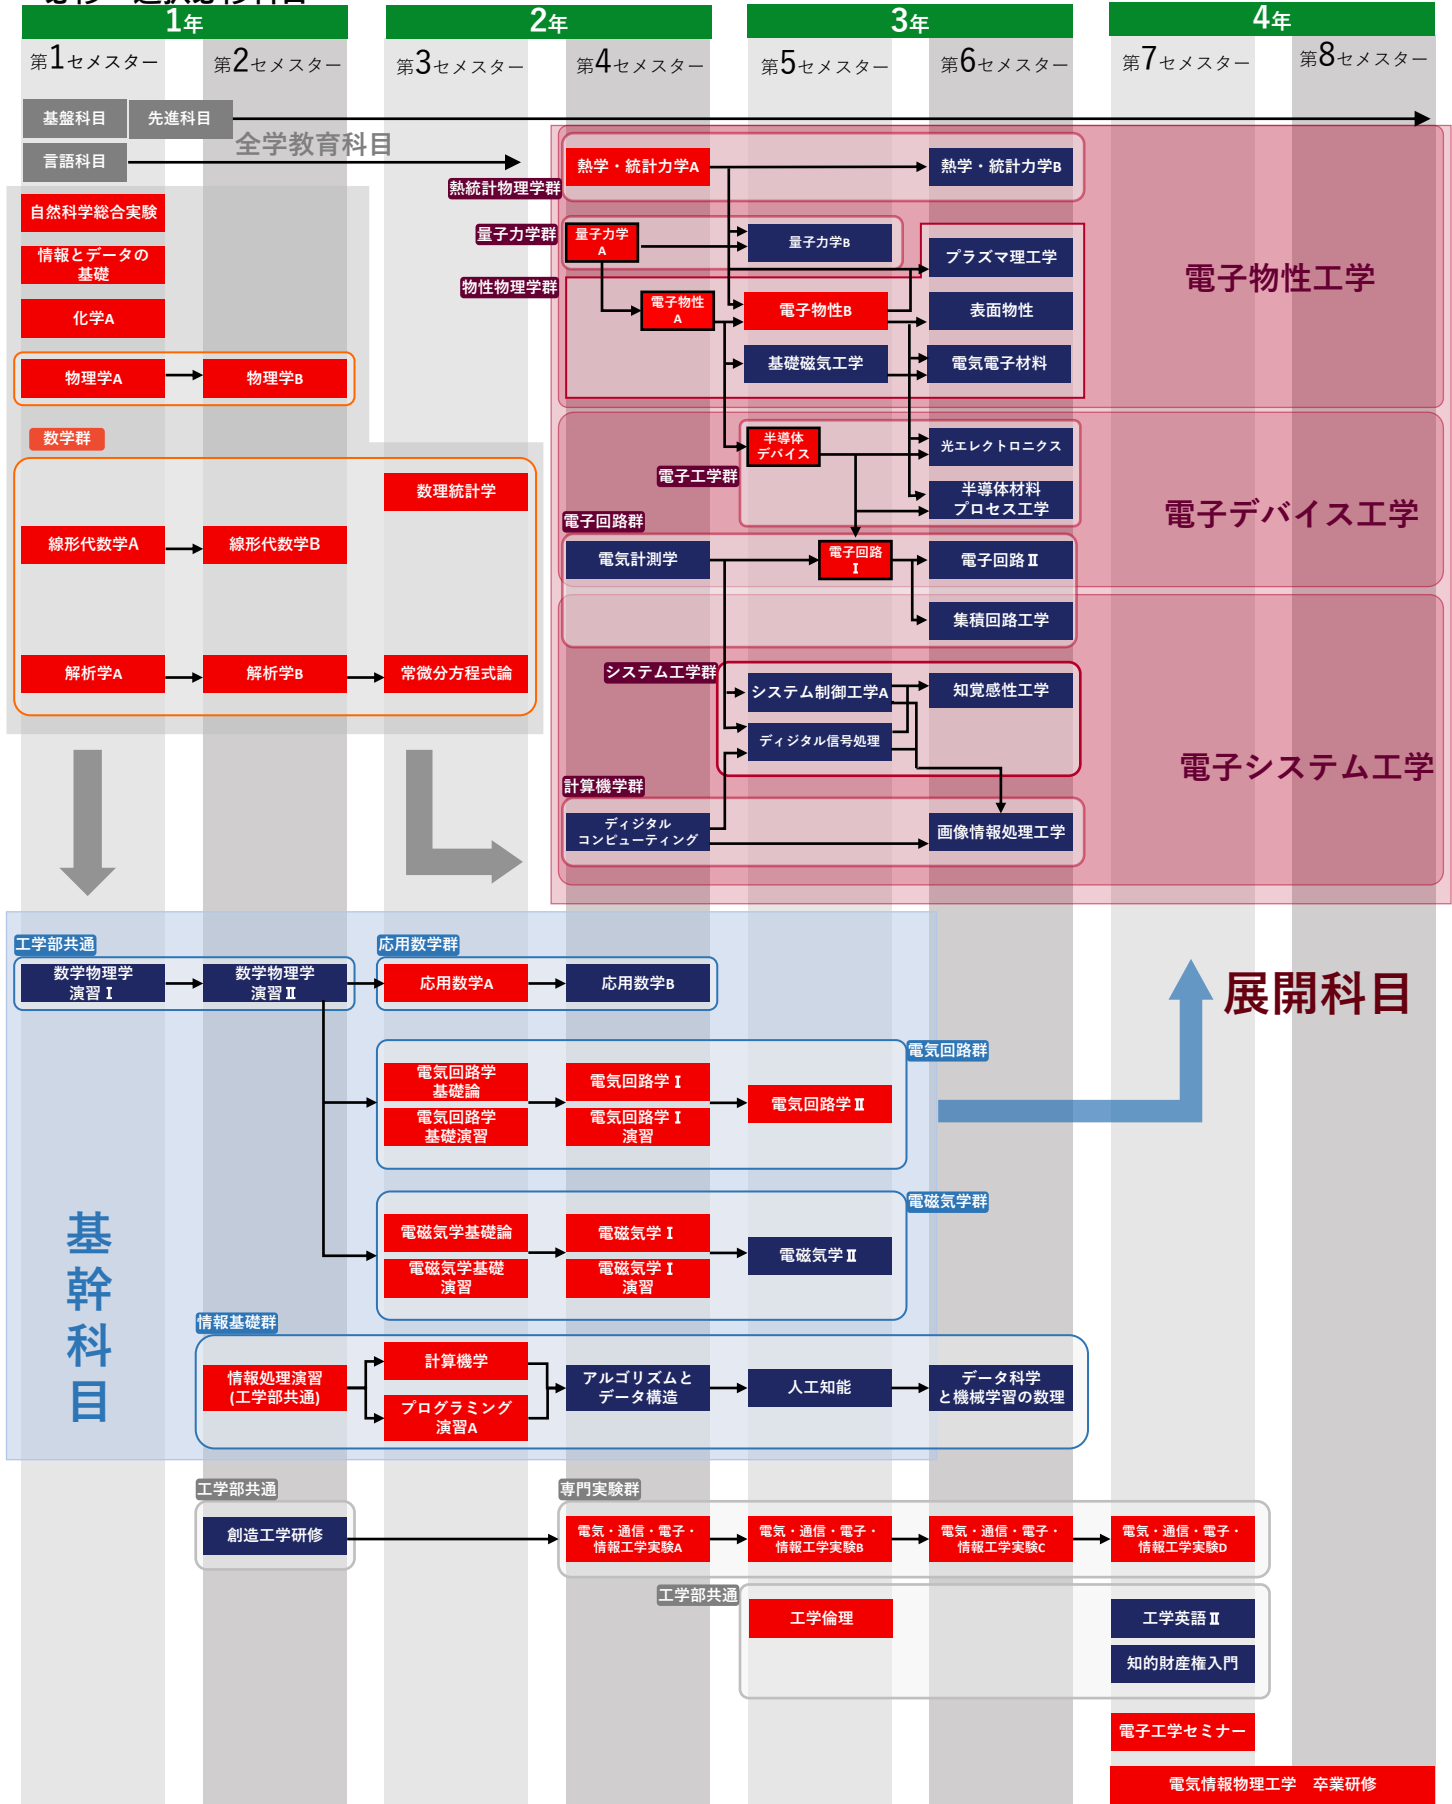 1年
2年
3年
4年
第1セメスター
第2セメスター
第3セメスター
第4セメスター
第5セメスター
第6セメスター
第7セメスター
第8セメスター
基盤科目
先進科目
言語科目
全学教育科目
自然科学総合実験
情報とデータの
基礎
化学A
物理学A
物理学B
数学群
数理統計学
線形代数学A
線形代数学B
解析学A
解析学B
常微分方程式論
熱統計物理学群
熱学・統計力学A
熱学・統計力学B
量子力学群
量子力学
A
量子力学B
物性物理学群
電子物性
A
電子物性B
基礎磁気工学
プラズマ理工学
表面物性
電気電子材料
電子物性工学
電子工学群
半導体
デバイス
光エレクトロニクス
半導体材料
プロセス工学
電子デバイス工学
電子回路群
電気計測学
電子回路
Ⅰ
電子回路Ⅱ
集積回路工学
システム工学群
システム制御工学A
ディジタル信号処理
知覚感性工学
電子システム工学
計算機学群
ディジタル
コンピューティング
画像情報処理工学
工学部共通
数学物理学
演習Ⅰ
数学物理学
演習Ⅱ
応用数学群
応用数学A
応用数学B
展開科目
電気回路群
電気回路学
基礎論
電気回路学
基礎演習
電気回路学Ⅰ
電気回路学Ⅰ
演習
電気回路学Ⅱ
電磁気学群
電磁気学基礎論
電磁気学基礎
演習
電磁気学Ⅰ
電磁気学Ⅰ
演習
電磁気学Ⅱ
基
幹
科
目
情報基礎群
情報処理演習
(工学部共通)
計算機学
プログラミング
演習A
アルゴリズムと
データ構造
人工知能
データ科学
と機械学習の数理
工学部共通
創造工学研修
専門実験群
電気・通信・電子・
情報工学実験A
電気・通信・電子・
情報工学実験B
電気・通信・電子・
情報工学実験C
電気・通信・電子・
情報工学実験D
工学部共通
工学倫理
工学英語Ⅱ
知的財産権入門
電子工学セミナー
電気情報物理工学　卒業研修